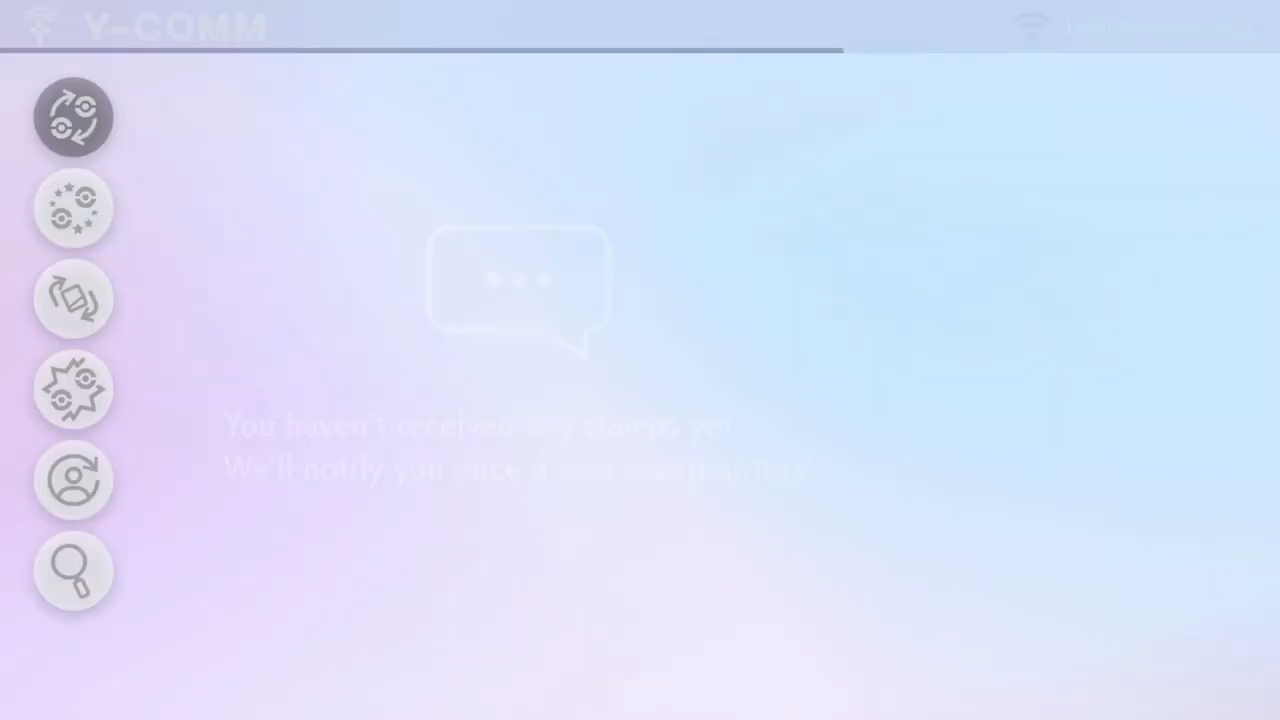 Y-COMM
You haven't received any stamps yet
We'll notify you once a new stamp arrives!